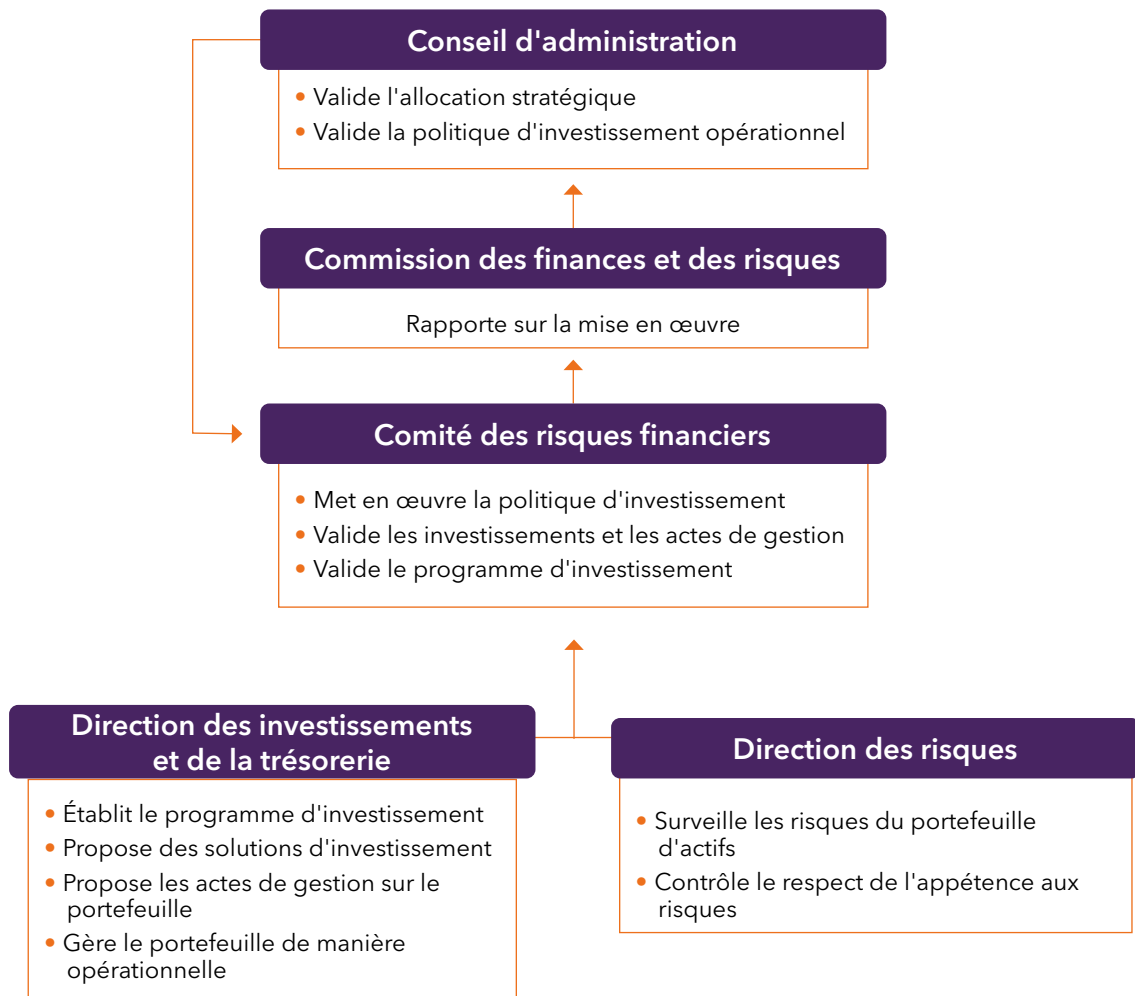 Conseil d'administration
• Valide l'allocation stratégique
• Valide la politique d'investissement opérationnel
Commission des finances et des risques
Rapporte sur la mise en œuvre
Comité des risques financiers
• Met en œuvre la politique d'investissement
• Valide les investissements et les actes de gestion
• Valide le programme d'investissement
Direction des investissements
et de la trésorerie
• Établit le programme d'investissement
• Propose des solutions d'investissement
• Propose les actes de gestion sur le
portefeuille
• Gère le portefeuille de manière
opérationnelle
Direction des risques
• Surveille les risques du portefeuille
d'actifs
• Contrôle le respect de l'appétence aux
risques